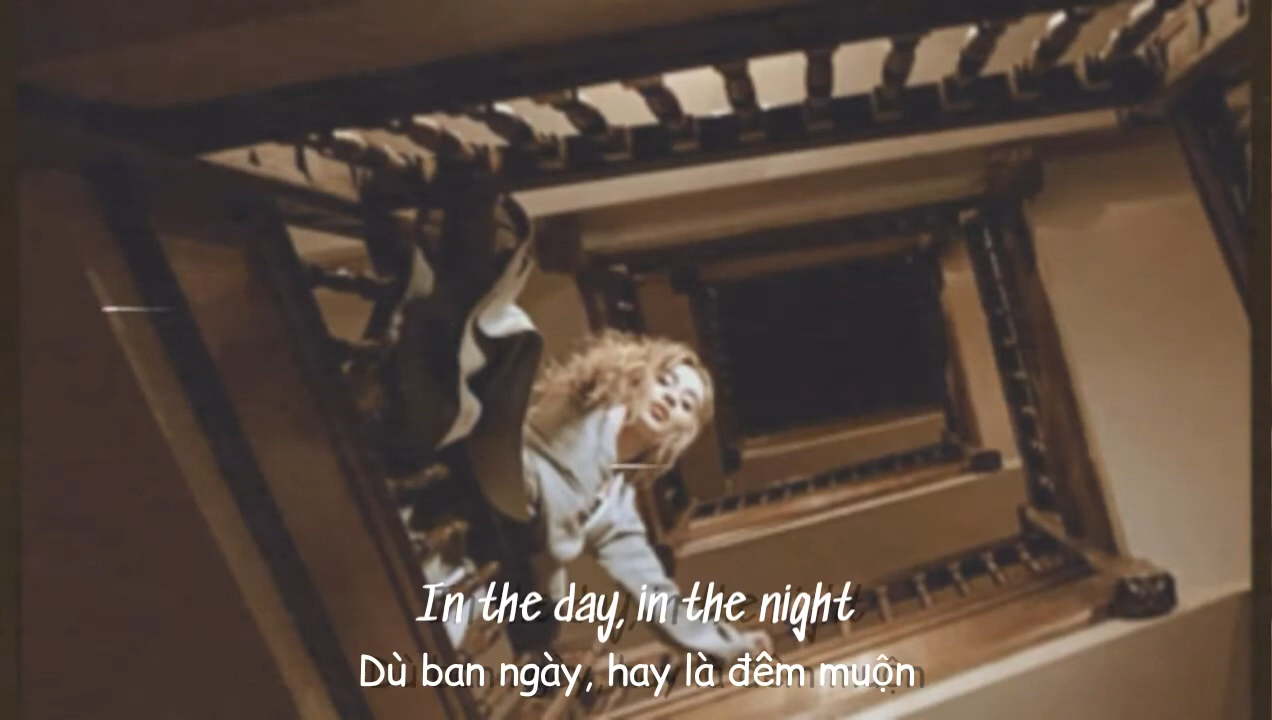 In the day, in the night
Dù ban ngày, hay là đêm muộn